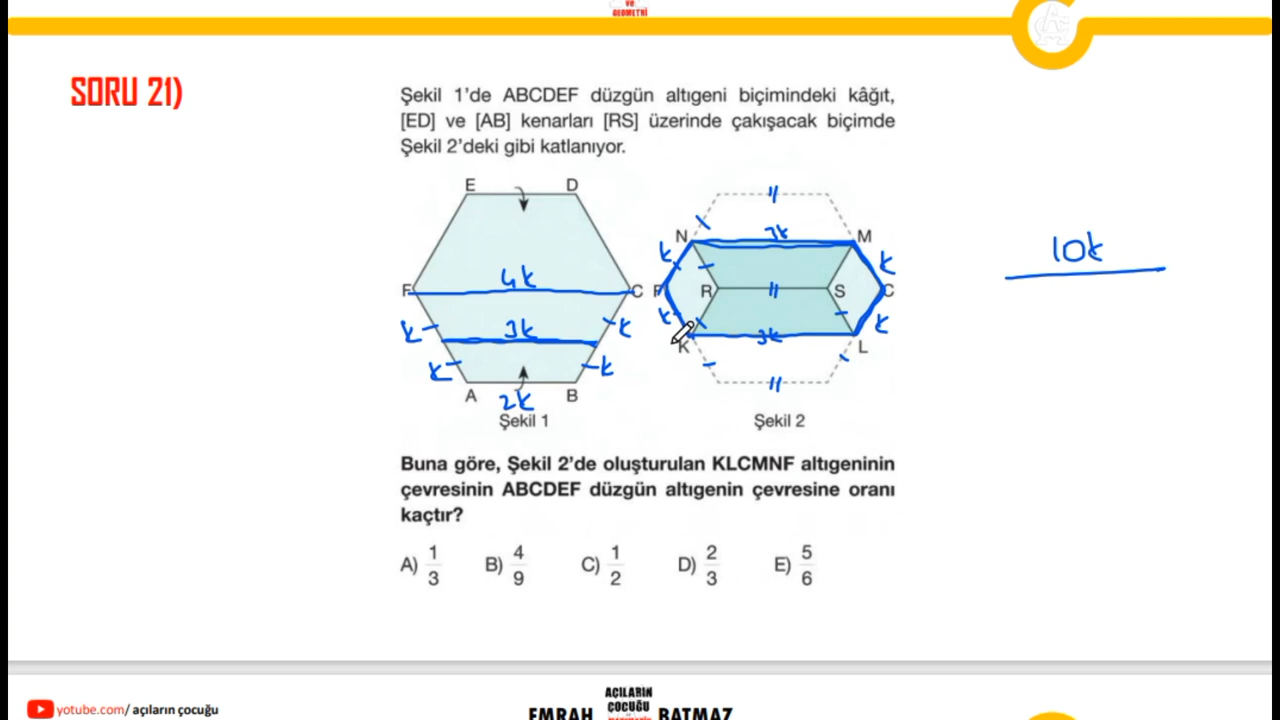 VE
GEOMETRİ
SORU 21)
Şekil 1'de ABCDEF düzgün altıgeni biçimindeki kâğıt,
[ED] ve [AB] kenarları [RS] üzerinde çakışacak biçimde
Şekil 2'deki gibi katlanıyor.
E D
F C
4k
3k
k k
k k
A B
2k
Şekil 1
N M
3k
k k
F R S C
k k
3k
K L
Şekil 2
10k
Buna göre, Şekil 2'de oluşturulan KLCMNF altıgeninin
çevresinin ABCDEF düzgün altıgenin çevresine oranı
kaçtır?
A) 1/3 B) 4/9 C) 1/2 D) 2/3 E) 5/6
yotube.com/ açıların çocuğu
EMRAH AÇILARIN ÇOCUĞU BATMAZ